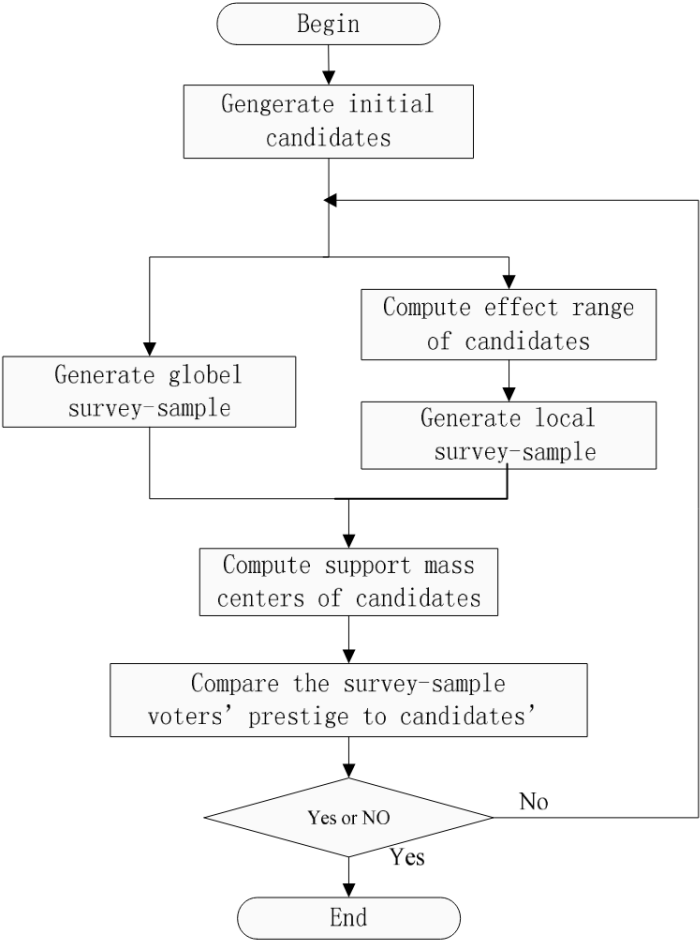 Begin
Gengerate initial
candidates
Compute effect range
of candidates
Generate globel
survey-sample
Generate local
survey-sample
Compute support mass
centers of candidates
Compare the survey-sample
voters' prestige to candidates'
Yes or NO
No
Yes
End